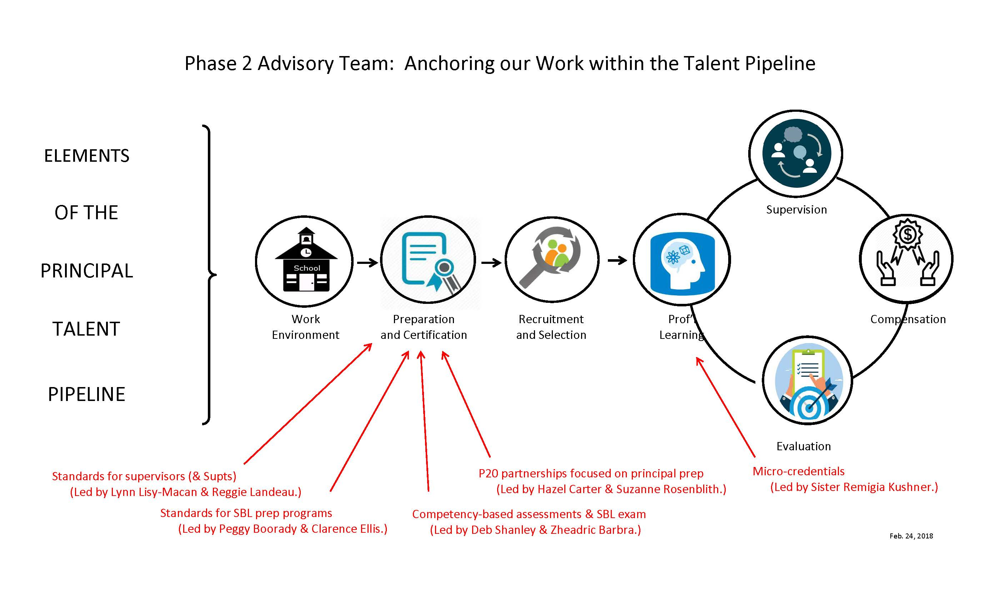 Phase 2 Advisory Team:  Anchoring our Work within the Talent Pipeline
ELEMENTS
OF THE
PRINCIPAL
TALENT
PIPELINE
School
Work
Environment
Preparation
and Certification
Recruitment
and Selection
Prof'l
Learning
Supervision
$
Compensation
Evaluation
Standards for supervisors (& Supts)
(Led by Lynn Lisy-Macan & Reggie Landeau.)
Standards for SBL prep programs
(Led by Peggy Boorady & Clarence Ellis.)
P20 partnerships focused on principal prep
(Led by Hazel Carter & Suzanne Rosenblith.)
Competency-based assessments & SBL exam
(Led by Deb Shanley & Zheadric Barbra.)
Micro-credentials
(Led by Sister Remigia Kushner.)
Feb. 24, 2018